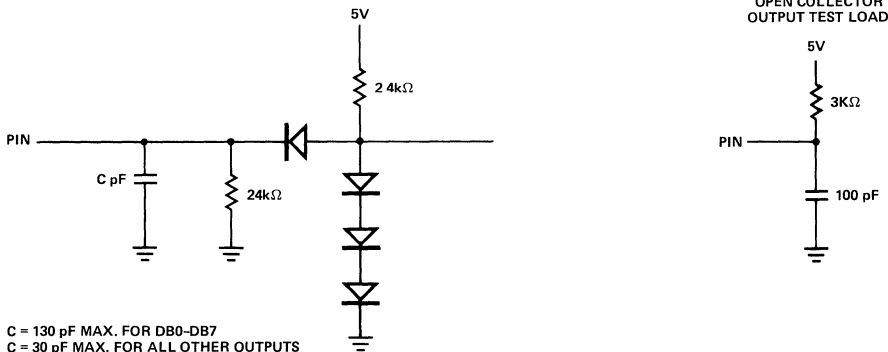 5V
2 4kΩ
PIN
C pF
24kΩ
C = 130 pF MAX. FOR DB0–DB7
C = 30 pF MAX. FOR ALL OTHER OUTPUTS
OPEN COLLECTOR
OUTPUT TEST LOAD
5V
3KΩ
PIN
100 pF